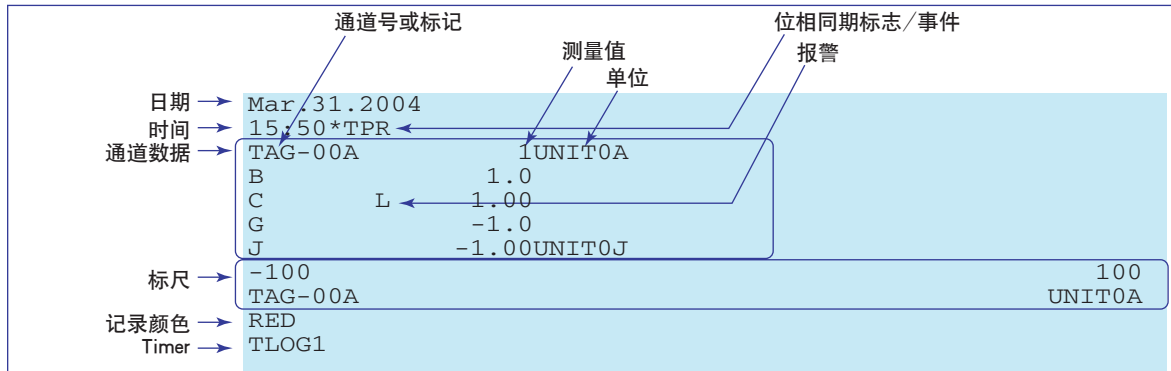 通道号或标记
位相同期标志/事件
测量值
报警
单位
日期
Mar.31.2004
时间
15:50*TPR
通道数据
TAG-00A 1UNIT0A
B 1.0
C L 1.00
G -1.0
J -1.00UNIT0J
标尺
-100 100
TAG-00A UNIT0A
记录颜色
RED
Timer
TLOG1